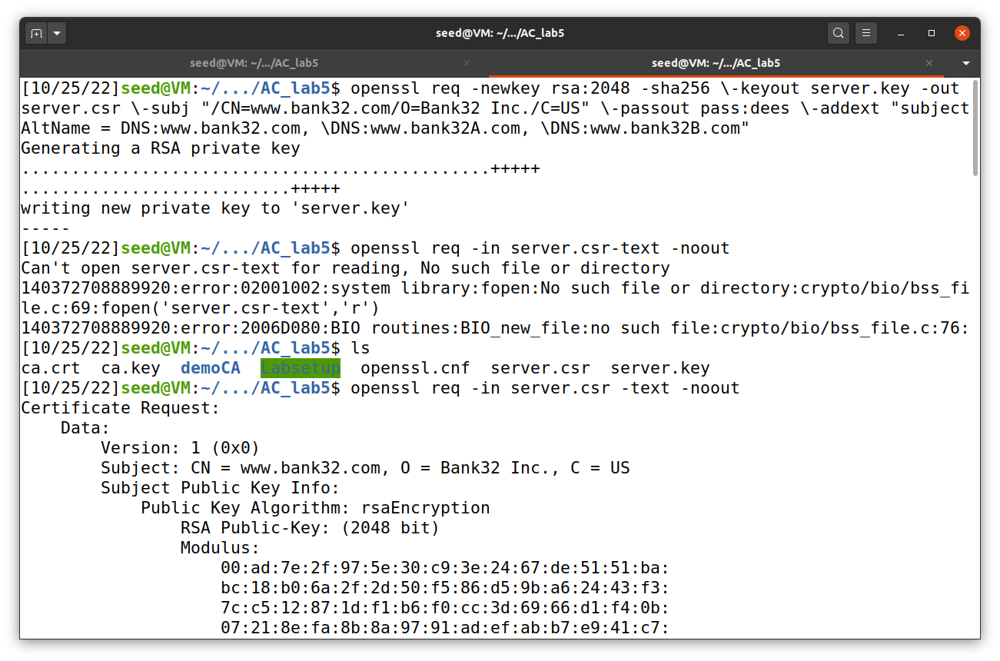 seed@VM: ~/.../AC_lab5
seed@VM: ~/.../AC_lab5
seed@VM: ~/.../AC_lab5
[10/25/22]seed@VM:~/.../AC_lab5$ openssl req -newkey rsa:2048 -sha256 \-keyout server.key -out
server.csr \-subj "/CN=www.bank32.com/O=Bank32 Inc./C=US" \-passout pass:dees \-addext "subject
AltName = DNS:www.bank32.com, \DNS:www.bank32A.com, \DNS:www.bank32B.com"
Generating a RSA private key
...............................................+++++
...........................+++++
writing new private key to 'server.key'
-----
[10/25/22]seed@VM:~/.../AC_lab5$ openssl req -in server.csr-text -noout
Can't open server.csr-text for reading, No such file or directory
140372708889920:error:02001002:system library:fopen:No such file or directory:crypto/bio/bss_fi
le.c:69:fopen('server.csr-text','r')
140372708889920:error:2006D080:BIO routines:BIO_new_file:no such file:crypto/bio/bss_file.c:76:
[10/25/22]seed@VM:~/.../AC_lab5$ ls
ca.crt  ca.key  demoCA  Labsetup  openssl.cnf  server.csr  server.key
[10/25/22]seed@VM:~/.../AC_lab5$ openssl req -in server.csr -text -noout
Certificate Request:
    Data:
        Version: 1 (0x0)
        Subject: CN = www.bank32.com, O = Bank32 Inc., C = US
        Subject Public Key Info:
            Public Key Algorithm: rsaEncryption
                RSA Public-Key: (2048 bit)
                Modulus:
                    00:ad:7e:2f:97:5e:30:c9:3e:24:67:de:51:51:ba:
                    bc:18:b0:6a:2f:2d:50:f5:86:d5:9b:a6:24:43:f3:
                    7c:c5:12:87:1d:f1:b6:f0:cc:3d:69:66:d1:f4:0b:
                    07:21:8e:fa:8b:8a:97:91:ad:ef:ab:b7:e9:41:c7: